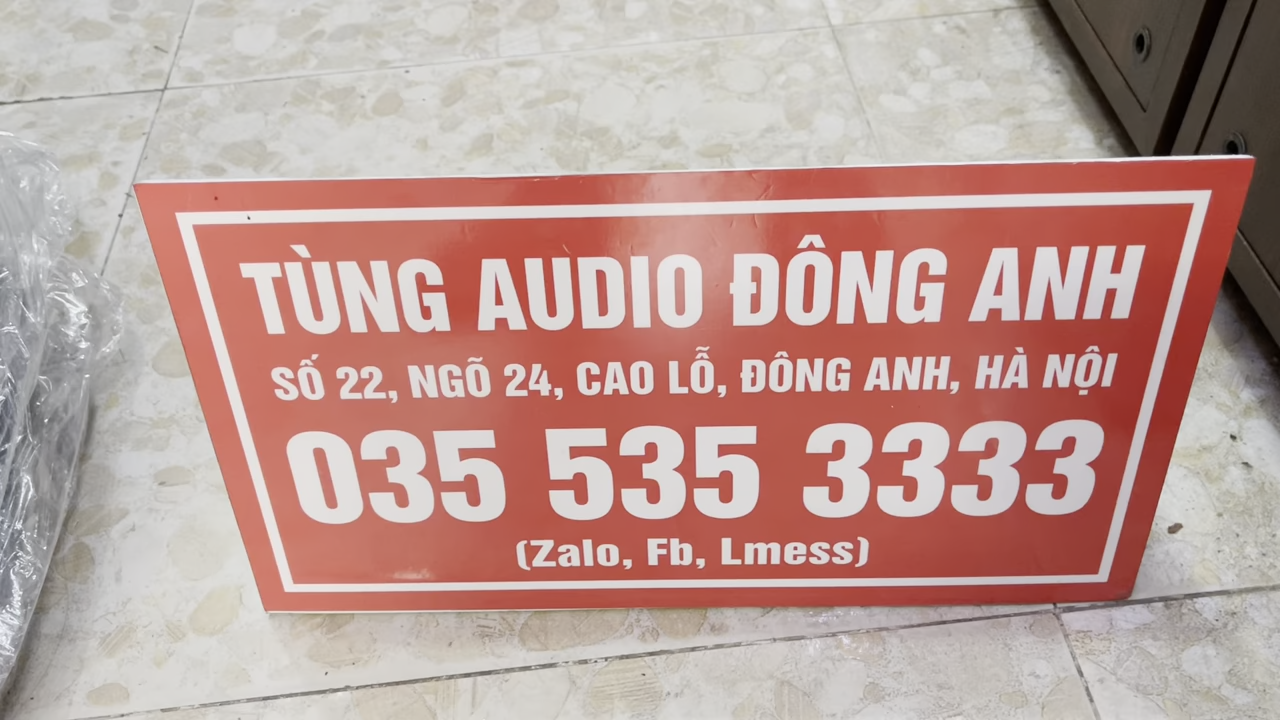 TÙNG AUDIO ĐÔNG ANH
SỐ 22, NGÕ 24, CAO LỖ, ĐÔNG ANH, HÀ NỘI
035 535 3333
(Zalo, Fb, Lmess)